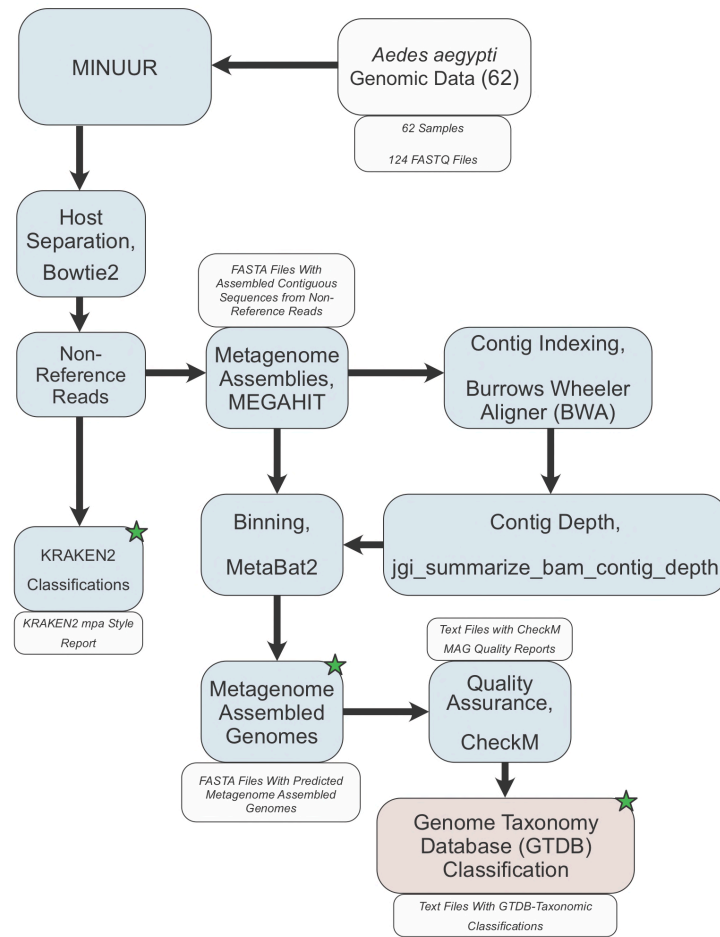 MINUUR
Aedes aegypti
Genomic Data (62)
62 Samples
124 FASTQ Files
Host
Separation,
Bowtie2
FASTA Files With
Assembled Contiguous
Sequences from Non-
Reference Reads
Non-
Reference
Reads
Metagenome
Assemblies,
MEGAHIT
Contig Indexing,
Burrows Wheeler
Aligner (BWA)
KRAKEN2
Classifications
KRAKEN2 mpa Style
Report
Binning,
MetaBat2
Contig Depth,
jgi_summarize_bam_contig_depth
Metagenome
Assembled
Genomes
FASTA Files With Predicted
Metagenome Assembled
Genomes
Text Files with CheckM
MAG Quality Reports
Quality
Assurance,
CheckM
Genome Taxonomy
Database (GTDB)
Classification
Text Files With GTDB-Taxonomic
Classifications